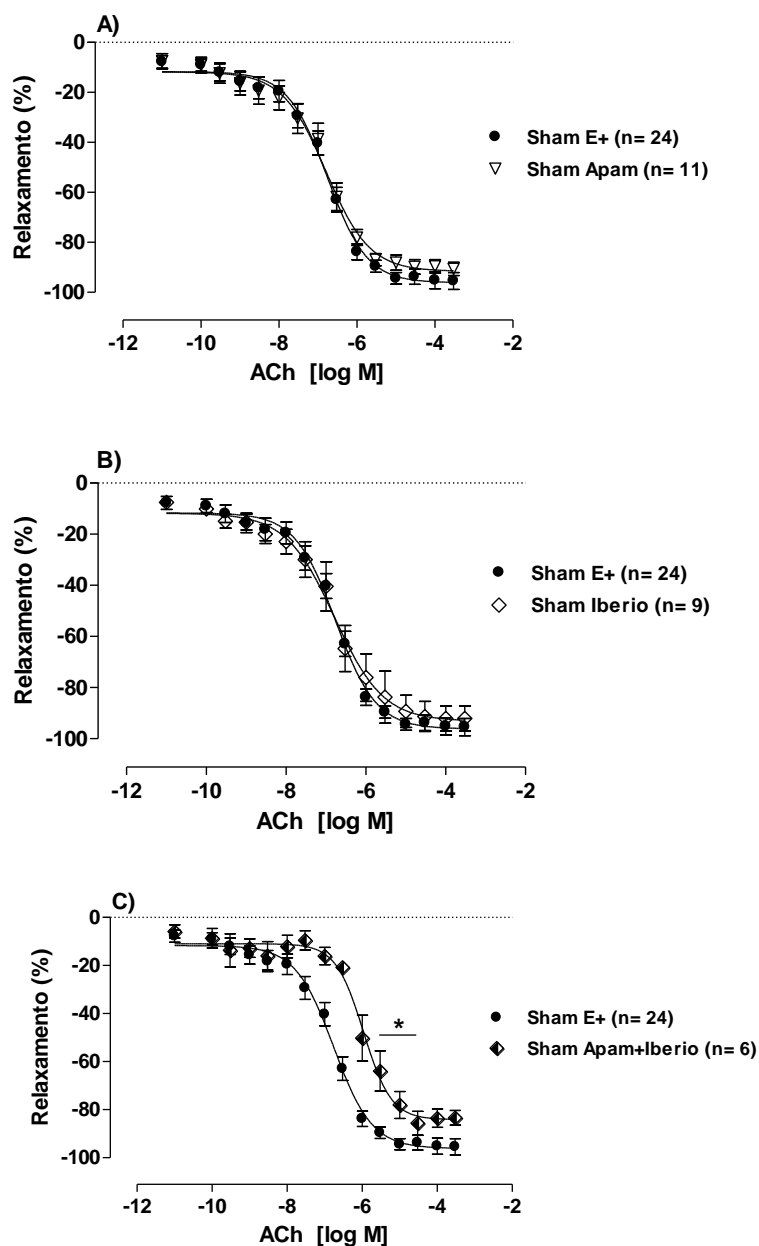 A)
Relaxamento (%)
0
-20
-40
-60
-80
-100
-12
-10
-8
-6
-4
-2
ACh [log M]
Sham E+ (n= 24)
Sham Apam (n= 11)
B)
Relaxamento (%)
0
-20
-40
-60
-80
-100
-12
-10
-8
-6
-4
-2
ACh [log M]
Sham E+ (n= 24)
Sham Iberio (n= 9)
C)
Relaxamento (%)
0
-20
-40
-60
-80
-100
*
-12
-10
-8
-6
-4
-2
ACh [log M]
Sham E+ (n= 24)
Sham Apam+Iberio (n= 6)